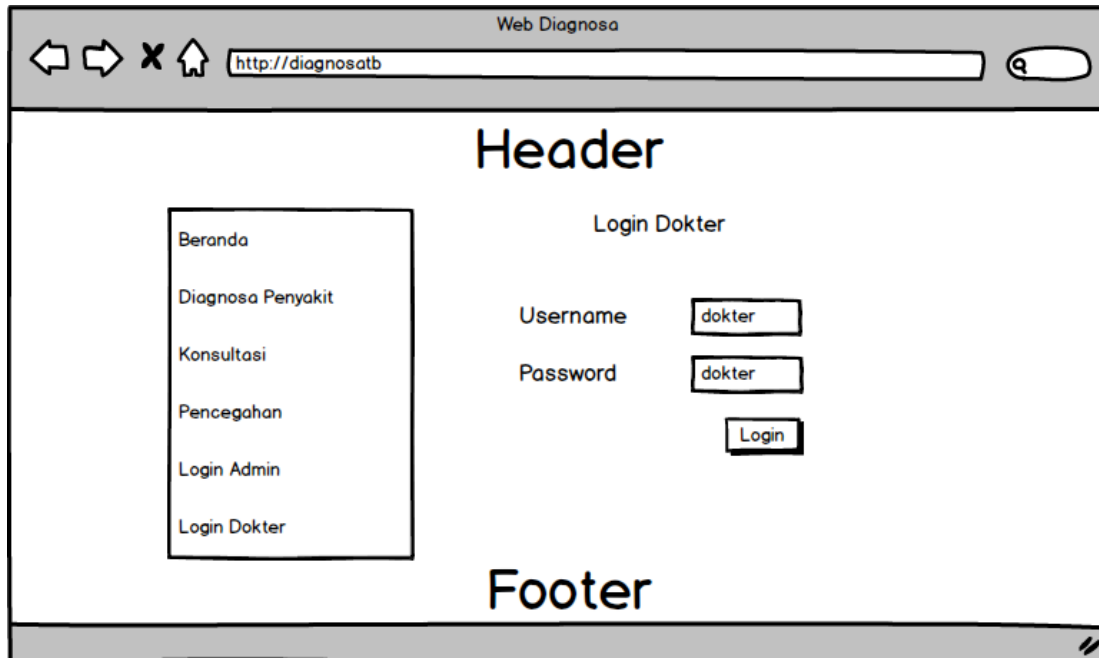 Web Diagnosa
http://diagnosatb
Header
Beranda
Diagnosa Penyakit
Konsultasi
Pencegahan
Login Admin
Login Dokter
Login Dokter
Username dokter
Password dokter
Login
Footer